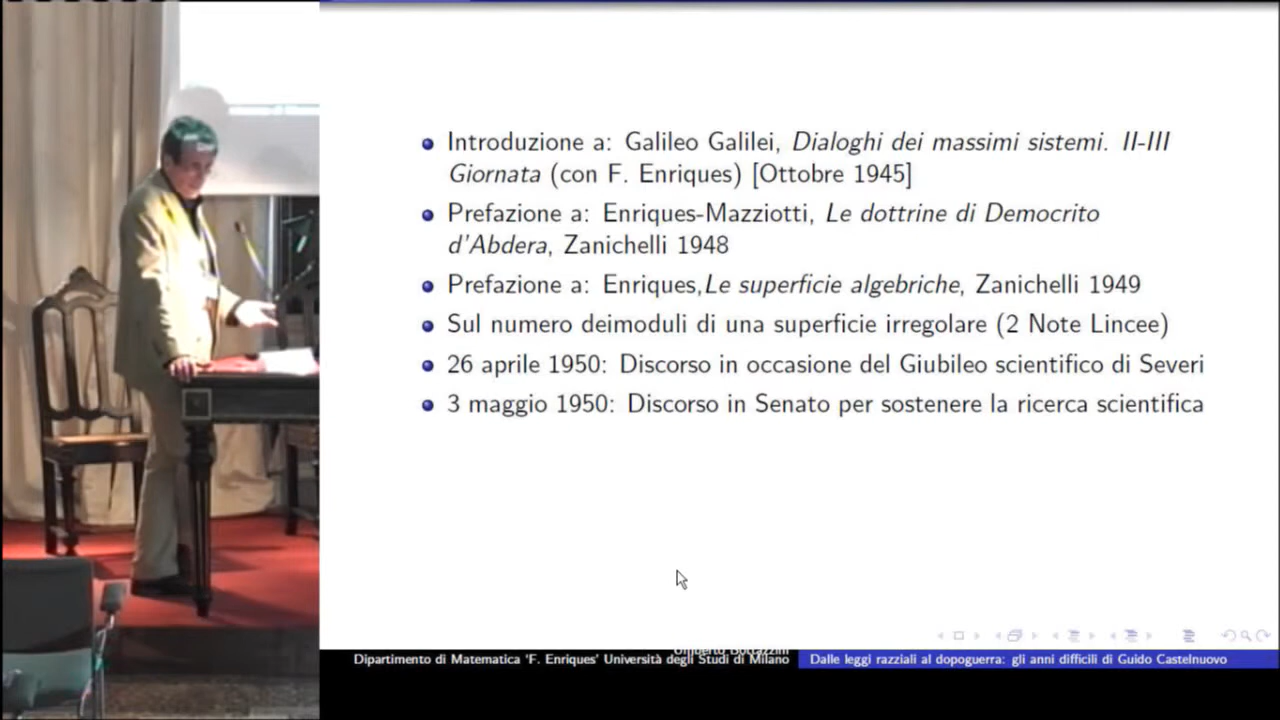 Introduzione a: Galileo Galilei, Dialoghi dei massimi sistemi. II-III
Giornata (con F. Enriques) [Ottobre 1945]
Prefazione a: Enriques-Mazziotti, Le dottrine di Democrito
d'Abdera, Zanichelli 1948
Prefazione a: Enriques,Le superficie algebriche, Zanichelli 1949
Sul numero deimoduli di una superficie irregolare (2 Note Lincee)
26 aprile 1950: Discorso in occasione del Giubileo scientifico di Severi
3 maggio 1950: Discorso in Senato per sostenere la ricerca scientifica
Umberto Bottazzini
Dipartimento di Matematica 'F. Enriques' Università degli Studi di Milano
Dalle leggi razziali al dopoguerra: gli anni difficili di Guido Castelnuovo